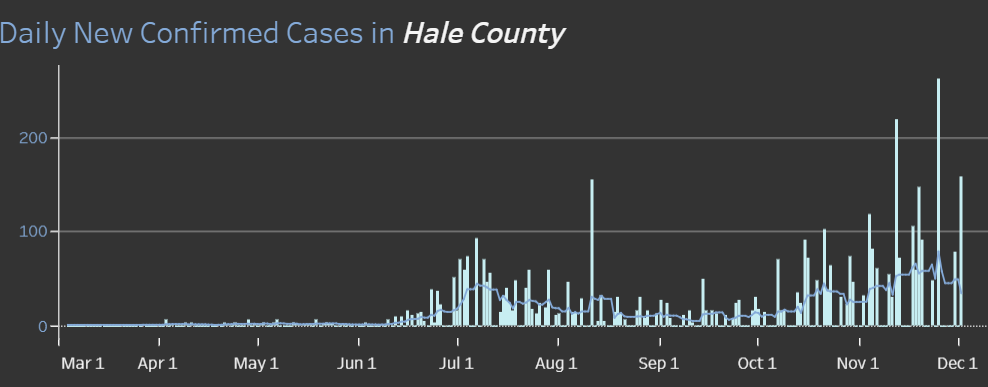 Daily New Confirmed Cases in Hale County
200
100
0
Mar 1 Apr 1 May 1 Jun 1 Jul 1 Aug 1 Sep 1 Oct 1 Nov 1 Dec 1